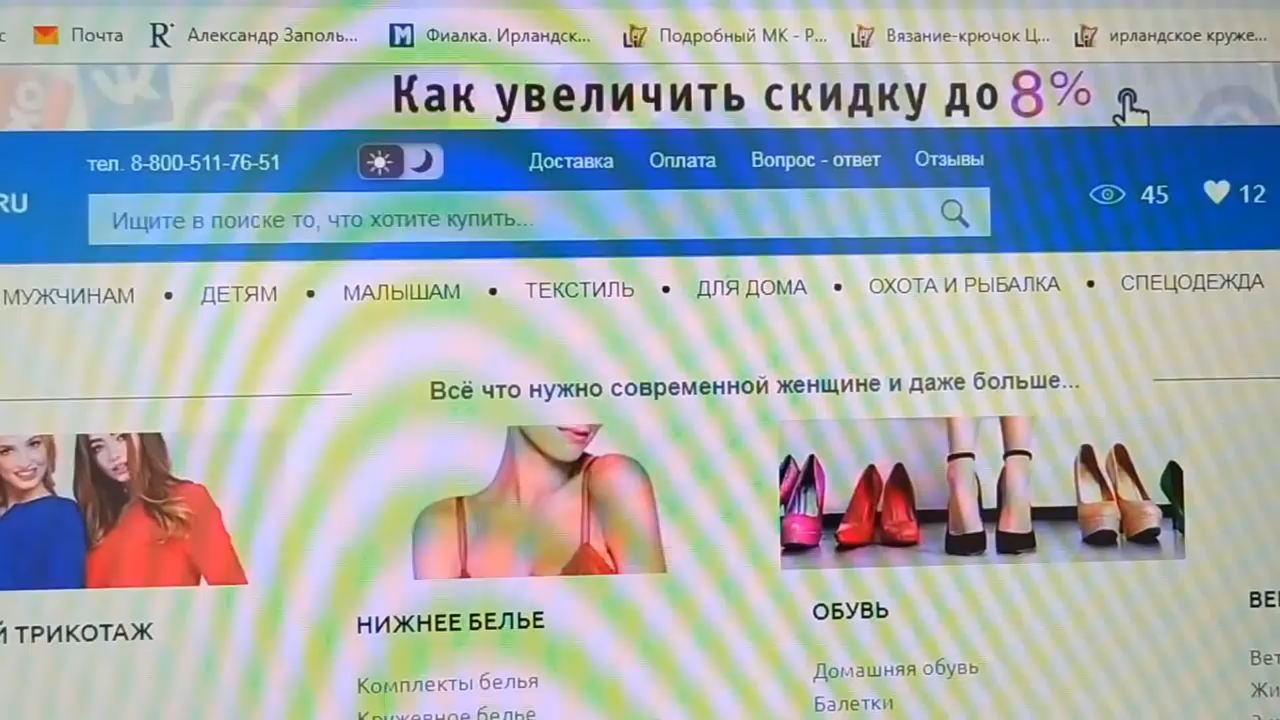 Почта Александр Заполь... Фиалка. Ирландск... Подробный МК - Р... Вязание-крючок Ц... ирландское круже...
Как увеличить скидку до 8%
тел. 8-800-511-76-51 Доставка Оплата Вопрос - ответ Отзывы
RU
Ищите в поиске то, что хотите купить...
45 12
МУЖЧИНАМ • ДЕТЯМ • МАЛЫШАМ • ТЕКСТИЛЬ • ДЛЯ ДОМА • ОХОТА И РЫБАЛКА • СПЕЦОДЕЖДА
Всё что нужно современной женщине и даже больше...
Й ТРИКОТАЖ
НИЖНЕЕ БЕЛЬЕ
Комплекты белья
Кружевное белье
ОБУВЬ
Домашняя обувь
Балетки